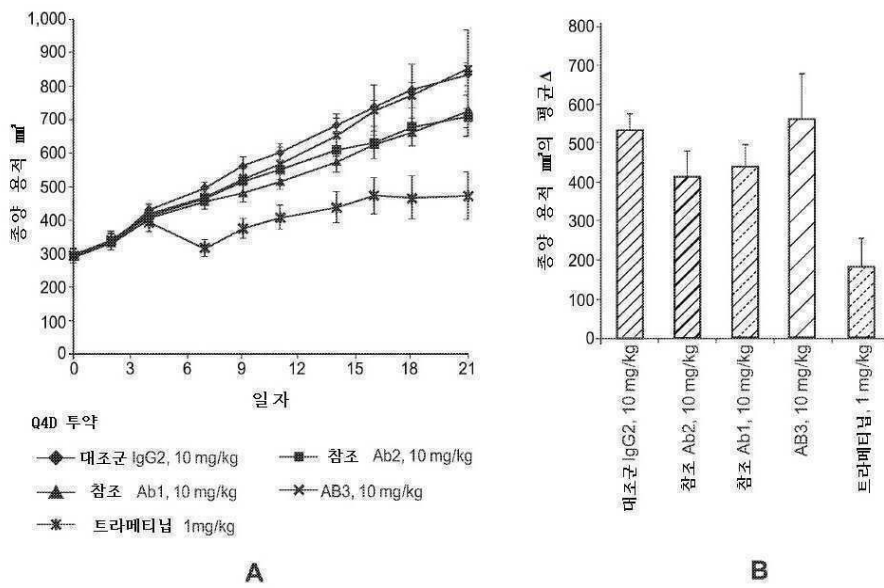 종양 용적 ㎣
1,000
900
800
700
600
500
400
300
200
100
0
0 3 6 7 9 12 15 18 21
일자
Q4D 투약
대조군 IgG2, 10 mg/kg
참조 Ab2, 10 mg/kg
참조 Ab1, 10 mg/kg
AB3, 10 mg/kg
트라메티닙 1mg/kg
A
종양 용적 ㎣의 평균 Δ
800
700
600
500
400
300
200
100
0
대조군 IgG2, 10 mg/kg
참조 Ab2, 10 mg/kg
참조 Ab1, 10 mg/kg
AB3, 10 mg/kg
트라메티닙, 1 mg/kg
B